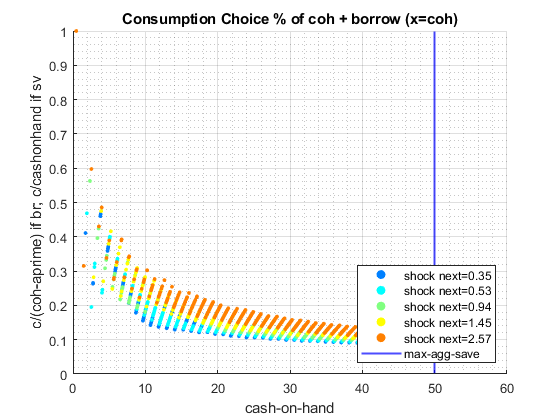 Consumption Choice % of coh + borrow (x=coh)
c/(coh-aprime) if br, c/cashonhand if sv
1
0.9
0.8
0.7
0.6
0.5
0.4
0.3
0.2
0.1
0
0 10 20 30 40 50 60
cash-on-hand
shock next=0.35
shock next=0.53
shock next=0.94
shock next=1.45
shock next=2.57
max-agg-save